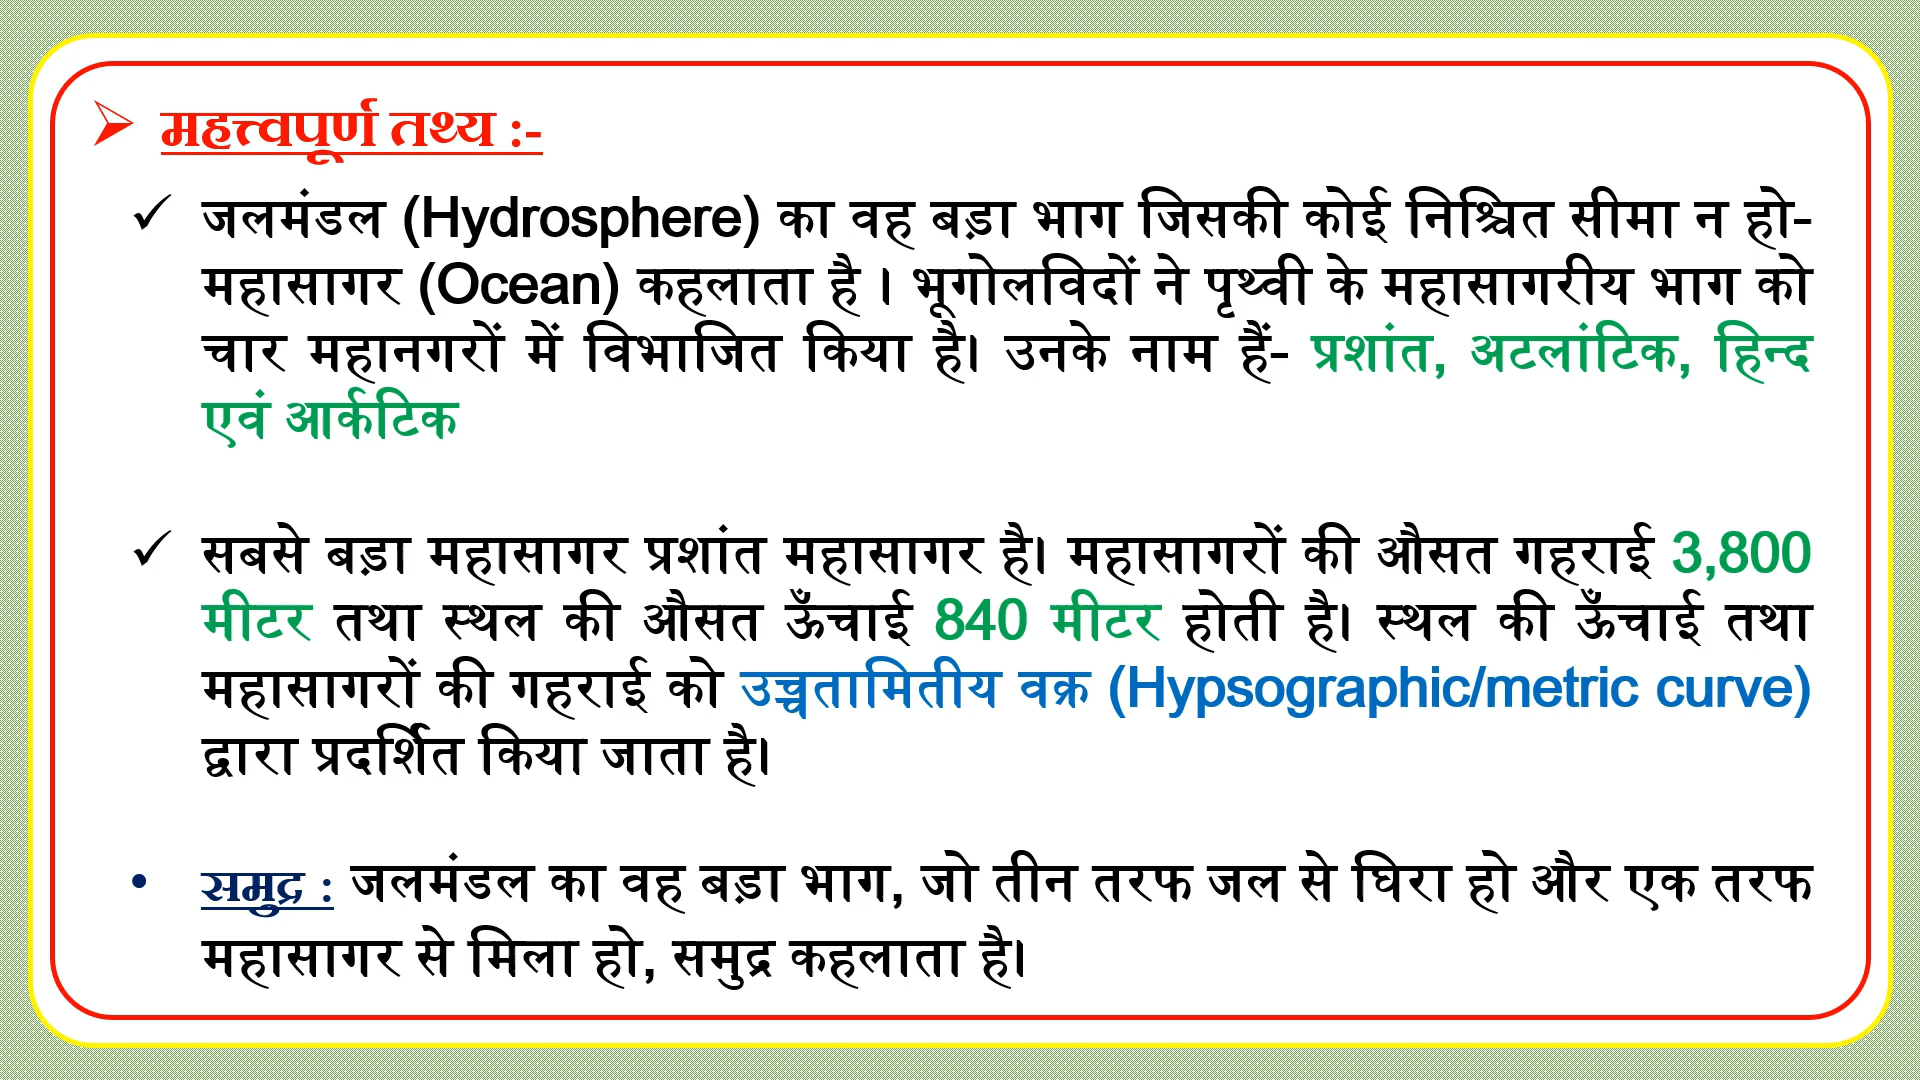 महत्त्वपूर्ण तथ्य :-
जलमंडल (Hydrosphere) का वह बड़ा भाग जिसकी कोई निश्चित सीमा न हो-
महासागर (Ocean) कहलाता है । भूगोलविदों ने पृथ्वी के महासागरीय भाग को
चार महानगरों में विभाजित किया है। उनके नाम हैं- प्रशांत, अटलांटिक, हिन्द
एवं आर्कटिक
सबसे बड़ा महासागर प्रशांत महासागर है। महासागरों की औसत गहराई 3,800
मीटर तथा स्थल की औसत ऊँचाई 840 मीटर होती है। स्थल की ऊँचाई तथा
महासागरों की गहराई को उच्चतामितीय वक्र (Hypsographic/metric curve)
द्वारा प्रदर्शित किया जाता है।
समुद्र : जलमंडल का वह बड़ा भाग, जो तीन तरफ जल से घिरा हो और एक तरफ
महासागर से मिला हो, समुद्र कहलाता है।